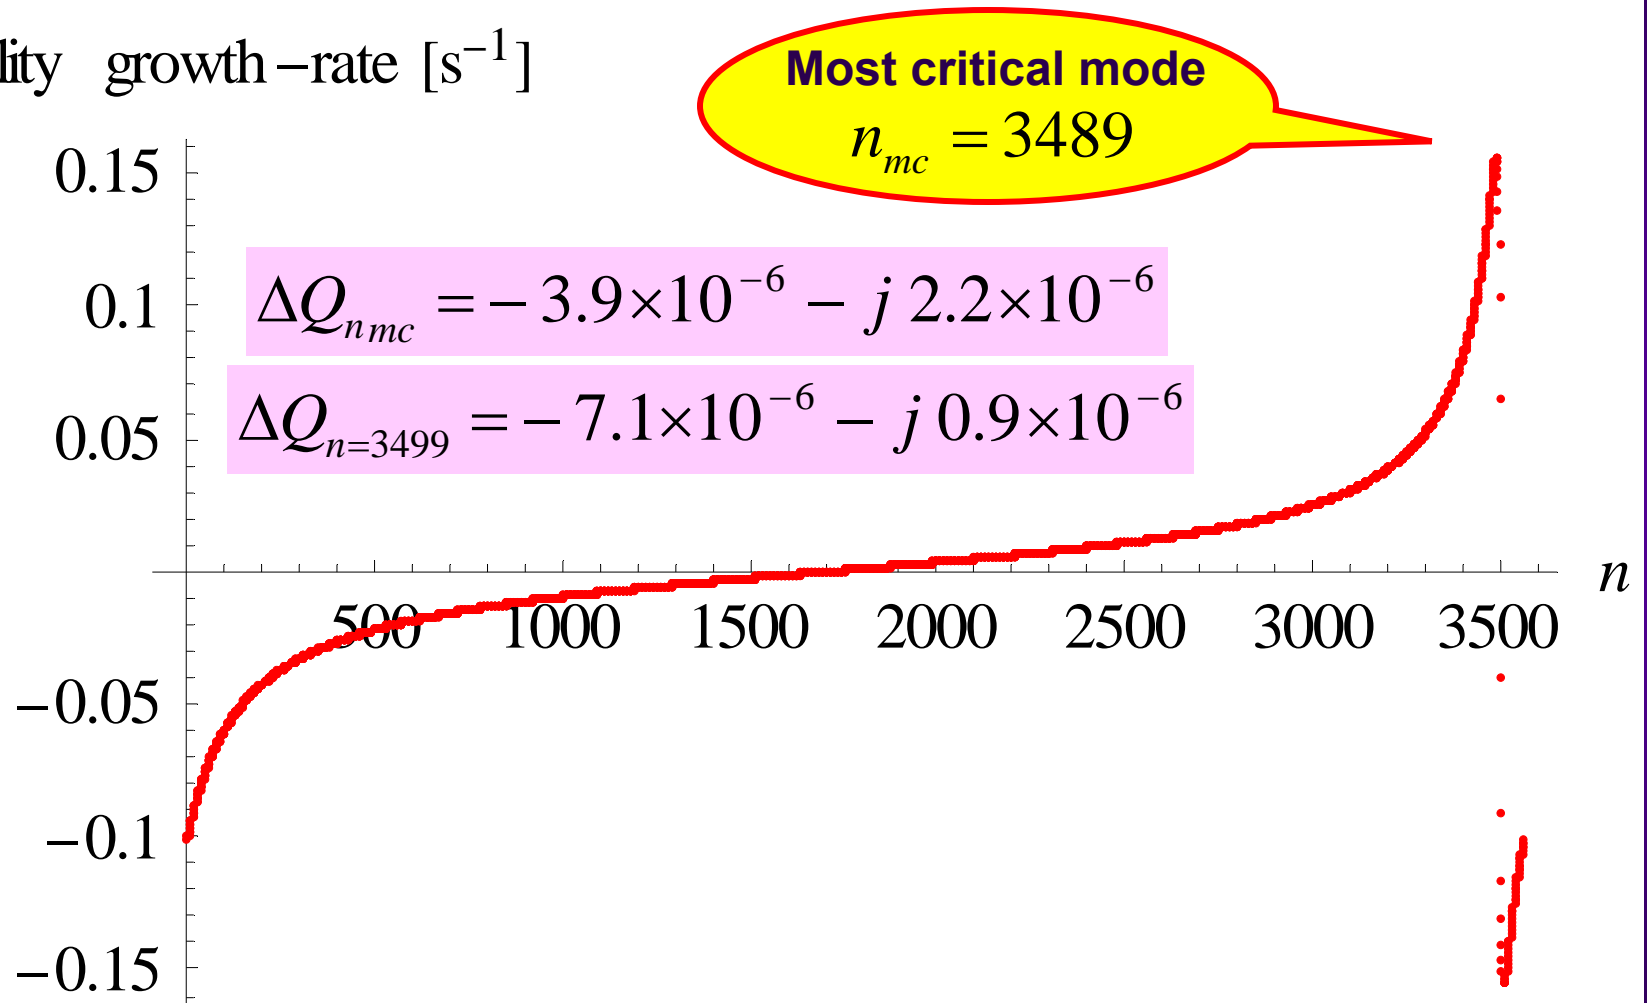 growth–rate [s⁻¹]
Most critical mode
n_mc = 3489
0.15
0.1
0.05
−0.05
−0.1
−0.15
ΔQ_n_mc = − 3.9×10⁻⁶ − j 2.2×10⁻⁶
ΔQ_n=3499 = − 7.1×10⁻⁶ − j 0.9×10⁻⁶
500 1000 1500 2000 2500 3000 3500
n